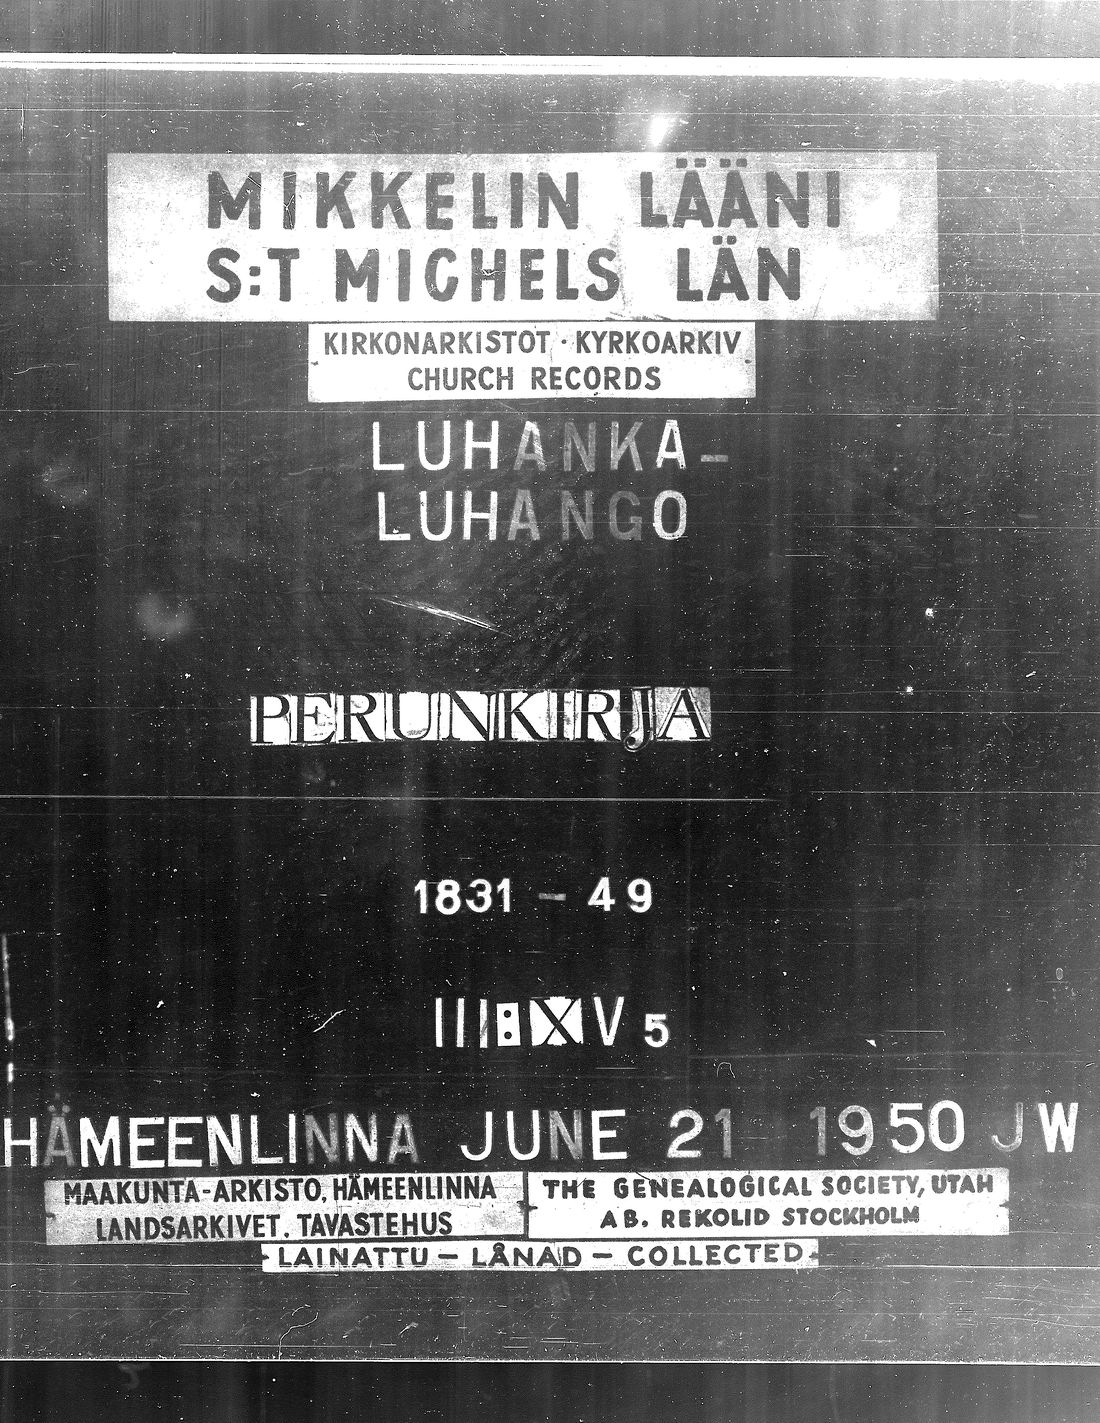 MIKKELIN LÄÄNI
S:T MICHELS LÄN
KIRKONARKISTOT · KYRKOARKIV
CHURCH RECORDS
LUHANKA-
LUHANGO
PERUNKIRJA
1831 - 49
III:XV 5
HÄMEENLINNA JUNE 21 1950 JW
MAAKUNTA-ARKISTO, HÄMEENLINNA
LANDSARKIVET, TAVASTEHUS
THE GENEALOGICAL SOCIETY, UTAH
AB. REKOLID STOCKHOLM
LAINATTU - LÅNAD - COLLECTED